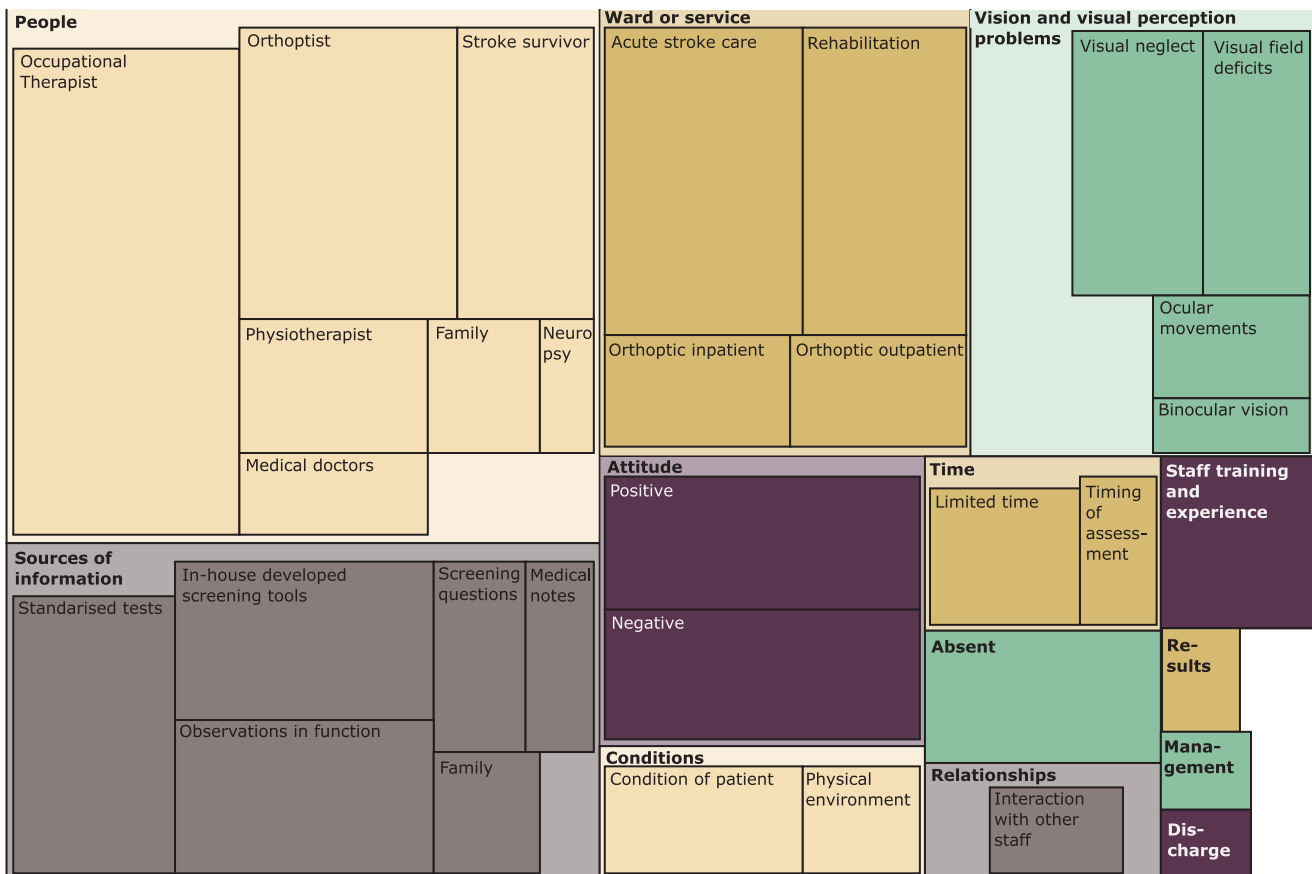 People
Occupational
Therapist
Orthoptist
Stroke survivor
Physiotherapist
Family
Neuro
psy
Medical doctors
Ward or service
Acute stroke care
Rehabilitation
Orthoptic inpatient
Orthoptic outpatient
Vision and visual perception
problems
Visual neglect
Visual field
deficits
Ocular
movements
Binocular vision
Sources of
information
Standarised tests
In-house developed
screening tools
Observations in function
Screening
questions
Medical
notes
Family
Attitude
Positive
Negative
Conditions
Condition of patient
Physical
environment
Time
Limited time
Timing
of
assess-
ment
Absent
Relationships
Interaction
with other
staff
Staff training
and
experience
Re-
sults
Mana-
gement
Dis-
charge